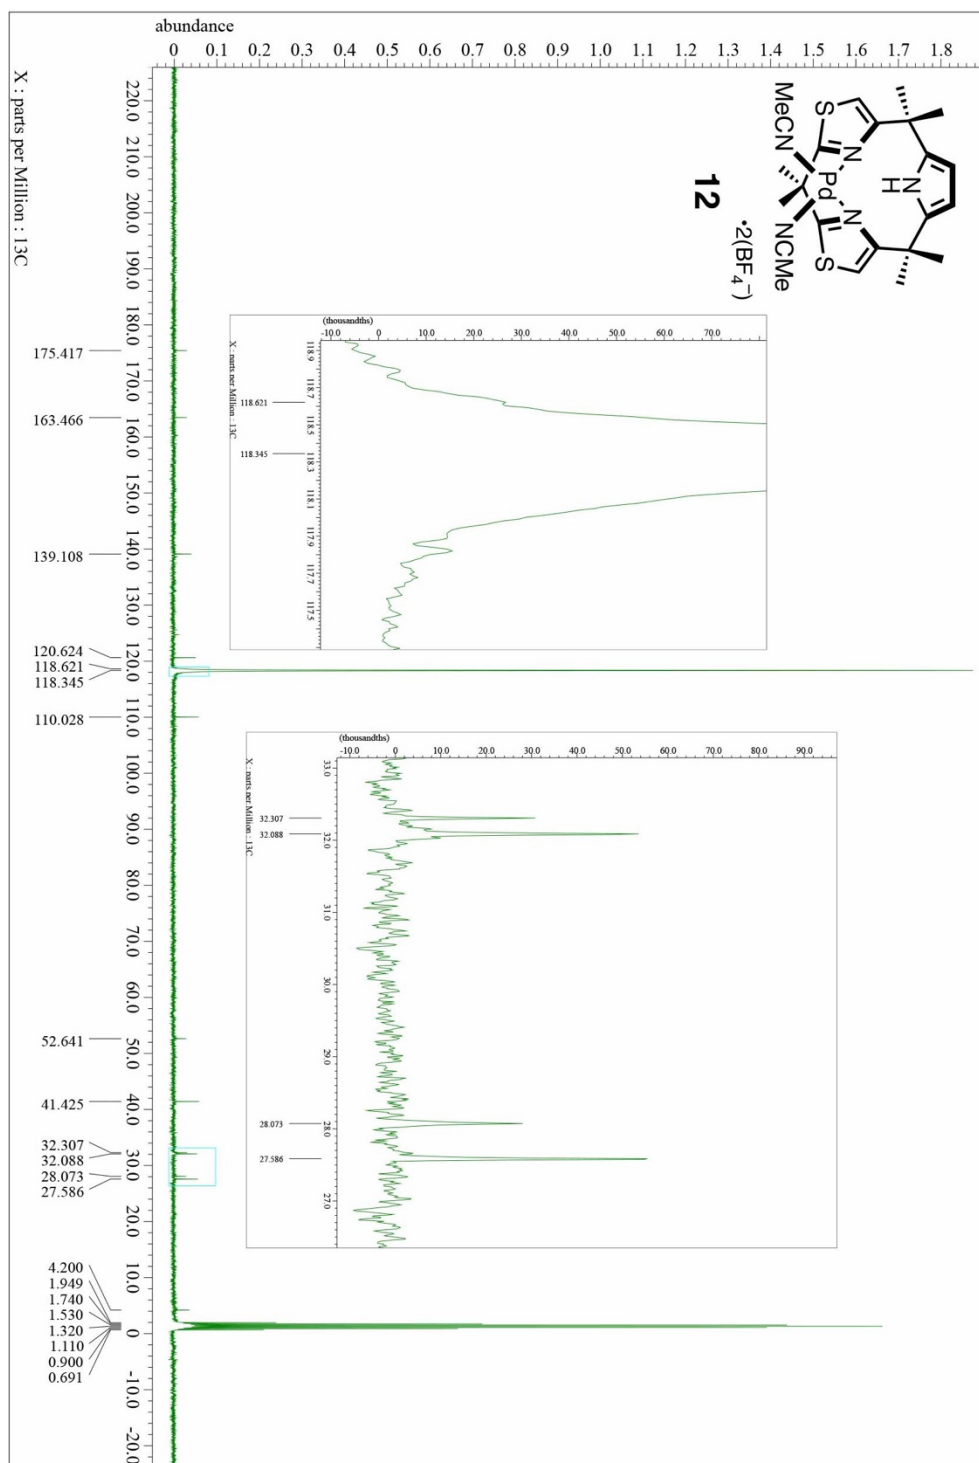 abundance
0 0.1 0.2 0.3 0.4 0.5 0.6 0.7 0.8 0.9 1.0 1.1 1.2 1.3 1.4 1.5 1.6 1.7 1.8
X : parts per Million : 13C
220.0 210.0 200.0 190.0 180.0 170.0 160.0 150.0 140.0 130.0 120.0 110.0 100.0 90.0 80.0 70.0 60.0 50.0 40.0 30.0 20.0 10.0 0 -10.0 -20.0
175.417
163.466
139.108
120.624
118.621
118.345
110.028
52.641
41.425
32.307
32.088
28.073
27.586
4.200
1.949
1.740
1.530
1.320
1.110
0.900
0.691
S
N
N
H
Pd
N
S
MeCN
NCMe
12
•2(BF4−)
(thousandths)
-10.0 0 10.0 20.0 30.0 40.0 50.0 60.0 70.0
X : parts per Million : 13C
118.9 118.7 118.5 118.3 118.1 117.9 117.7 117.5
118.621
118.345
(thousandths)
-10.0 0 10.0 20.0 30.0 40.0 50.0 60.0 70.0 80.0 90.0
X : parts per Million : 13C
33.0 32.0 31.0 30.0 29.0 28.0 27.0
32.307
32.088
28.073
27.586